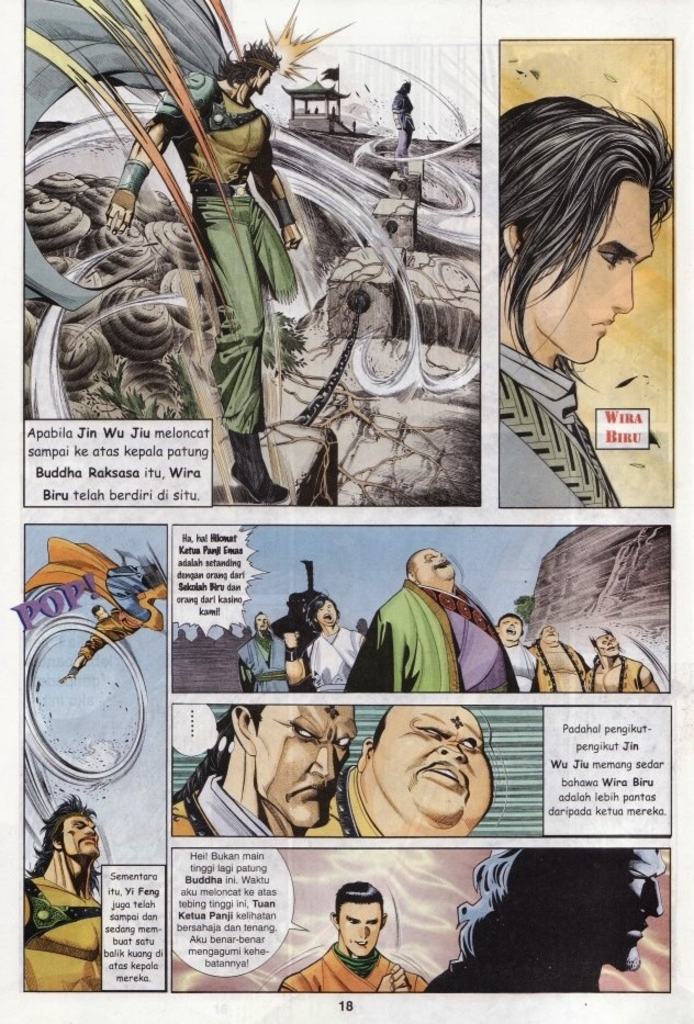 Apabila Jin Wu Jiu meloncat
sampai ke atas kepala patung
Buddha Raksasa itu, Wira
Biru telah berdiri di situ.
WIRA
BIRU
POP!
Sementara
itu, Yi Feng
juga telah
sampai dan
sedang mem-
buat satu
balik kuang di
atas kepala
mereka.
Ha, ha! Hikmat
Ketua Panji Emas
adalah setanding
dengan orang dari
Sekolah Biru dan
orang dari kasino
kami!
......
Padahal pengikut-
pengikut Jin
Wu Jiu memang sedar
bahawa Wira Biru
adalah lebih pantas
daripada ketua mereka.
Hei! Bukan main
tinggi lagi patung
Buddha ini. Waktu
aku meloncat ke atas
tebing tinggi ini, Tuan
Ketua Panji kelihatan
bersahaja dan tenang.
Aku benar-benar
mengagumi kehe-
batannya!
18